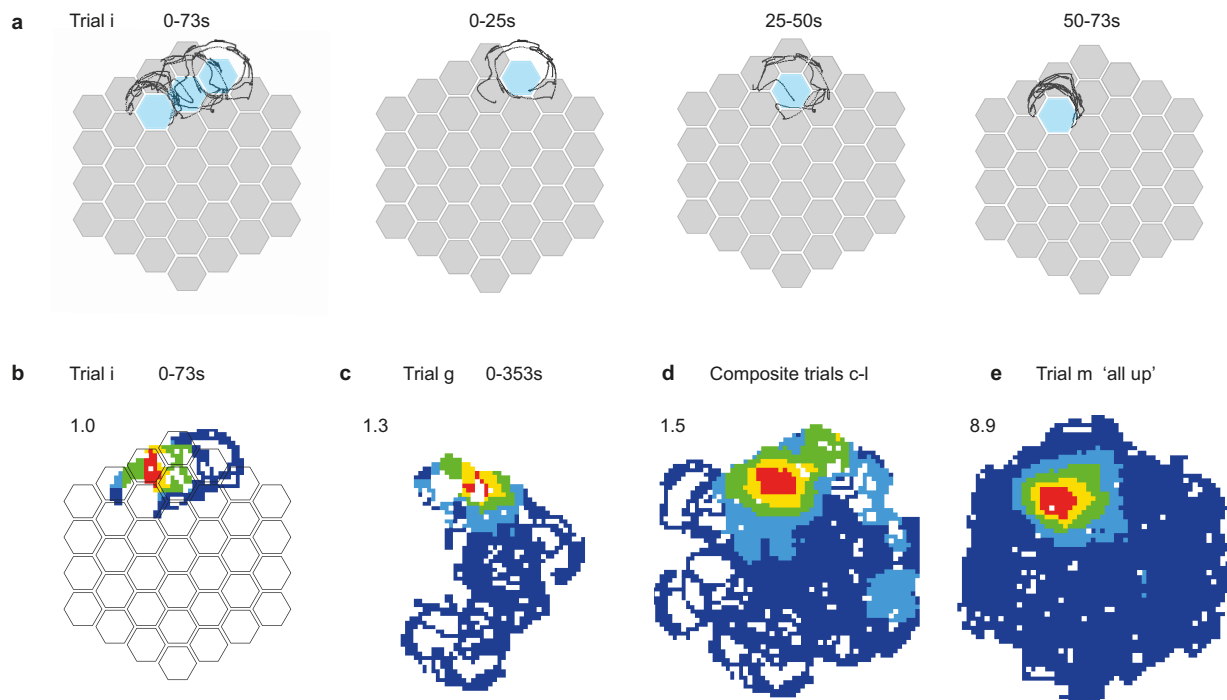 a Trial i 0-73s 0-25s 25-50s 50-73s
b Trial i 0-73s c Trial g 0-353s d Composite trials c-l e Trial m ‘all up’
1.0 1.3 1.5 8.9